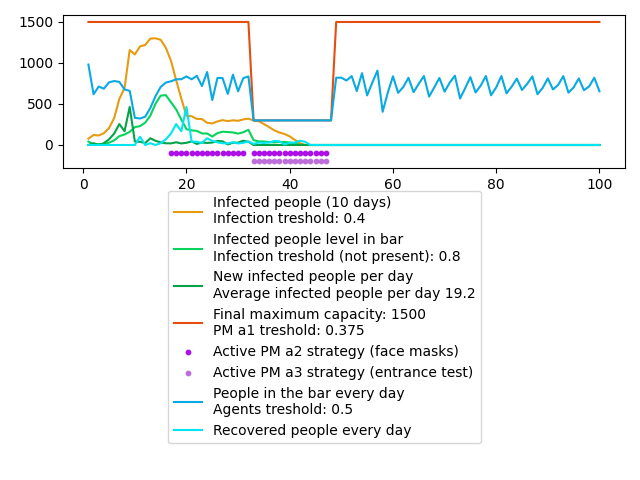 1500
1000
500
0
0 20 40 60 80 100
Infected people (10 days)
Infection treshold: 0.4
Infected people level in bar
Infection treshold (not present): 0.8
New infected people per day
Average infected people per day 19.2
Final maximum capacity: 1500
PM a1 treshold: 0.375
Active PM a2 strategy (face masks)
Active PM a3 strategy (entrance test)
People in the bar every day
Agents treshold: 0.5
Recovered people every day